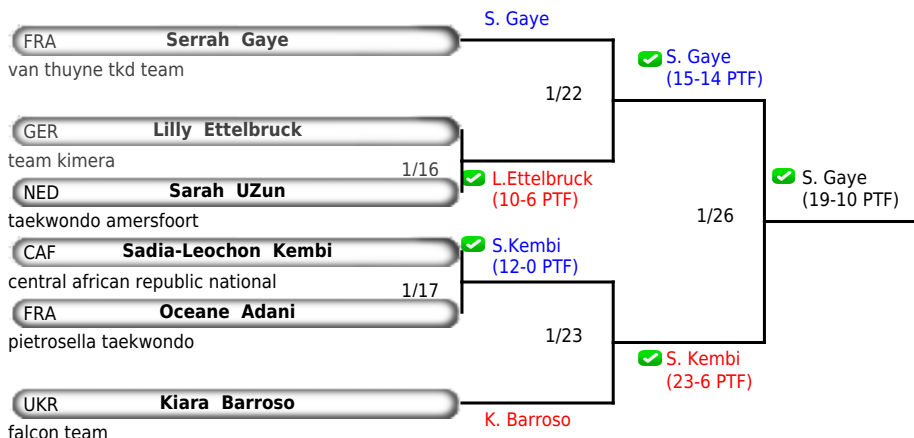 S. Gaye
FRA Serrah Gaye
van thuyne tkd team
S. Gaye
(15-14 PTF)
1/22
GER Lilly Ettelbruck
team kimera
1/16
L.Ettelbruck
(10-6 PTF)
NED Sarah UZun
taekwondo amersfoort
S. Gaye
(19-10 PTF)
1/26
CAF Sadia-Leochon Kembi
central african republic national
S.Kembi
(12-0 PTF)
1/17
FRA Oceane Adani
pietrosella taekwondo
1/23
S. Kembi
(23-6 PTF)
UKR Kiara Barroso
falcon team
K. Barroso